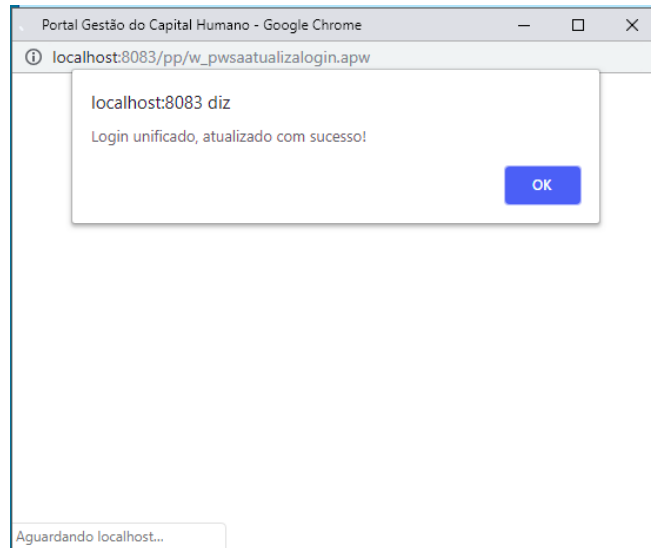 Portal Gestão do Capital Humano - Google Chrome
localhost:8083/pp/w_pwsaatualizalogin.apw
localhost:8083 diz
Login unificado, atualizado com sucesso!
OK
Aguardando localhost...